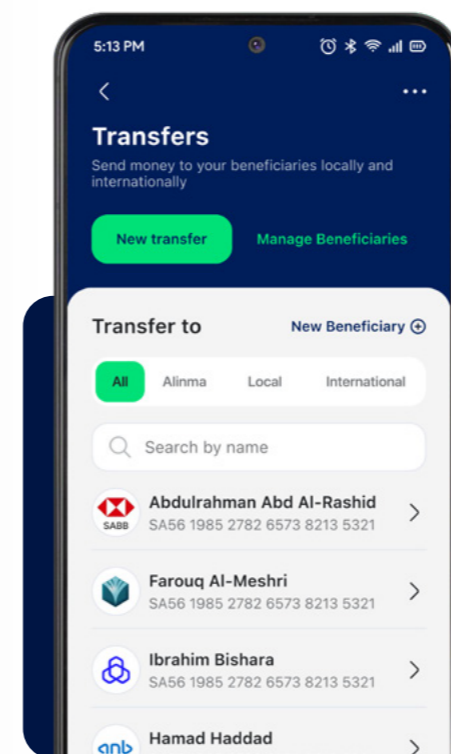 5:13 PM
Transfers
Send money to your beneficiaries locally and
internationally
New transfer
Manage Beneficiaries
Transfer to
New Beneficiary
All
Alinma
Local
International
Search by name
SABB
Abdulrahman Abd Al-Rashid
SA56 1985 2782 6573 8213 5321
Farouq Al-Meshri
SA56 1985 2782 6573 8213 5321
Ibrahim Bishara
SA56 1985 2782 6573 8213 5321
anb
Hamad Haddad